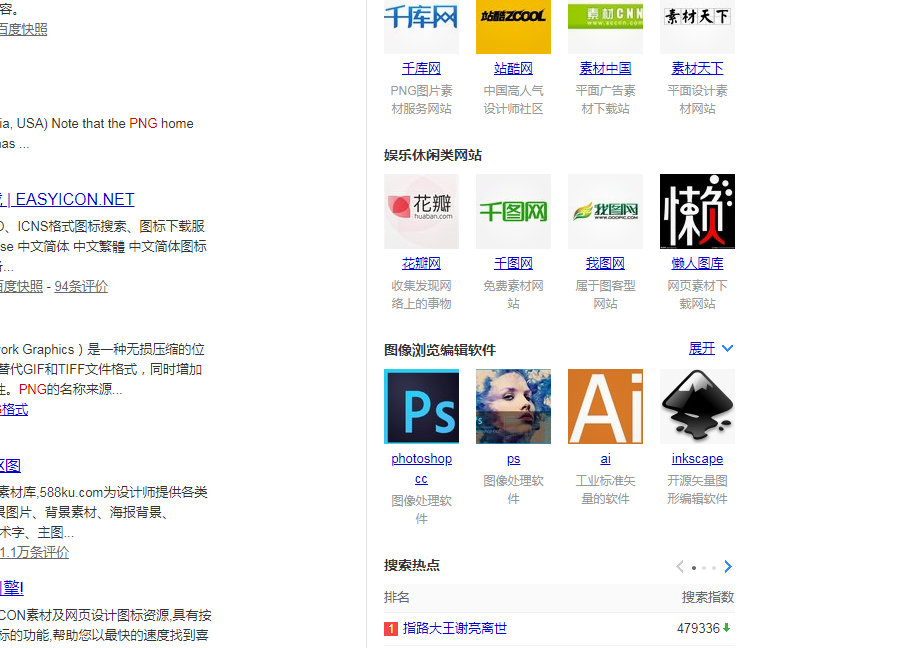 容。
百度快照
ia, USA) Note that the PNG home
as ...
| EASYICON.NET
O、ICNS格式图标搜索、图标下载服
se 中文简体 中文繁體 中文简体图标
...
百度快照 - 94条评价
ork Graphics）是一种无损压缩的位
替代GIF和TIFF文件格式，同时增加
性。PNG的名称来源...
格式
抠图
素材库,588ku.com为设计师提供各类
景图片、背景素材、海报背景、
术字、主图...
1.1万条评价
擎!
CON素材及网页设计图标资源,具有按
标的功能,帮助您以最快的速度找到喜
千库网
站酷ZCOOL
素材CNN
www.sccnn.com
素材天下
千库网
站酷网
素材中国
素材天下
PNG图片素
材服务网站
中国高人气
设计师社区
平面广告素
材下载站
平面设计素
材网站
娱乐休闲类网站
花瓣
huaban.com
千图网
我图网
WWW.OOOPIC.COM
懒人
花瓣网
千图网
我图网
懒人图库
收集发现网
络上的事物
免费素材网
站
属于图客型
网站
网页素材下
载网站
图像浏览编辑软件
展开
Ps
Ai
photoshop
cc
ps
ai
inkscape
图像处理软
件
图像处理软
件
工业标准矢
量的软件
开源矢量图
形编辑软件
搜索热点
排名
搜索指数
1 指路大王谢亮离世
479336